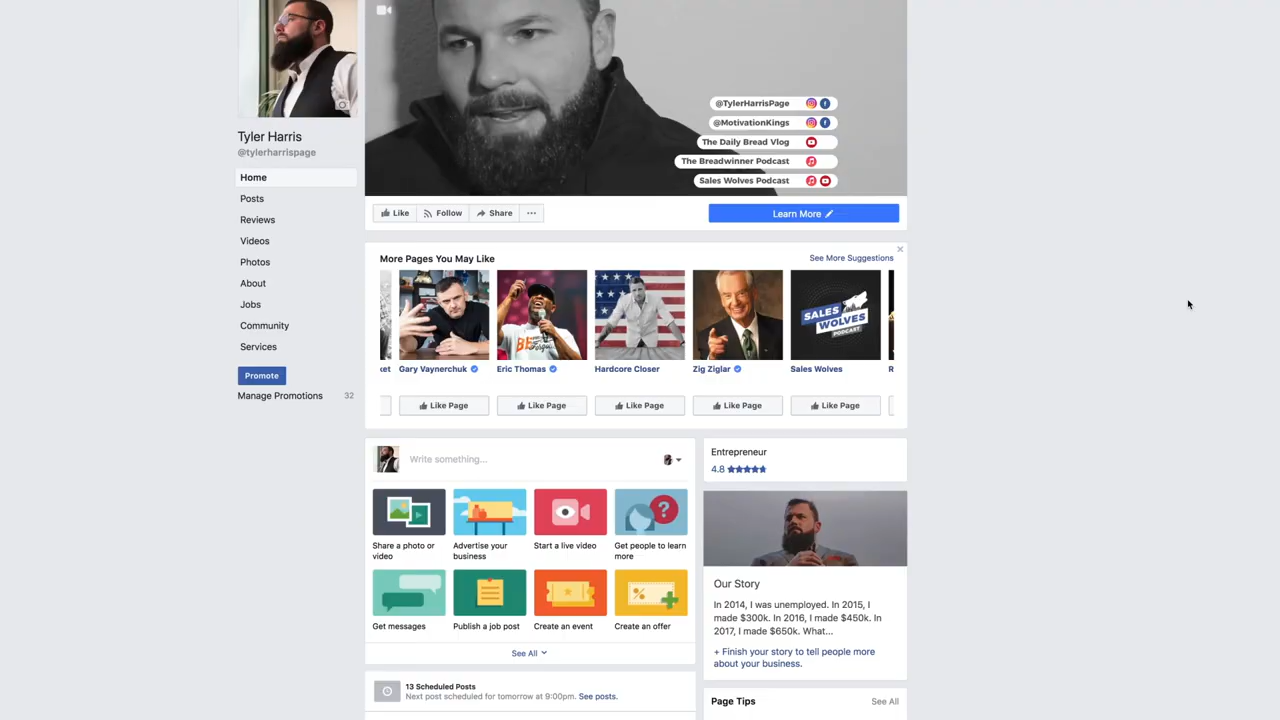 @TylerHarrisPage
@MotivationKings
The Daily Bread Vlog
The Breadwinner Podcast
Sales Wolves Podcast
Tyler Harris
@tylerharrispage
Home
Posts
Reviews
Videos
Photos
About
Jobs
Community
Services
Promote
Manage Promotions 32
Like Follow Share ...
Learn More
More Pages You May Like
See More Suggestions
SALES
WOLVES
PODCAST
ket Gary Vaynerchuk Eric Thomas Hardcore Closer Zig Ziglar Sales Wolves R
Like Page Like Page Like Page Like Page Like Page
Write something...
Share a photo or
video
Advertise your
business
Start a live video
Get people to learn
more
Get messages
Publish a job post
Create an event
Create an offer
See All
13 Scheduled Posts
Next post scheduled for tomorrow at 9:00pm. See posts.
Entrepreneur
4.8
Our Story
In 2014, I was unemployed. In 2015, I
made $300k. In 2016, I made $450k. In
2017, I made $650k. What...
+ Finish your story to tell people more
about your business.
Page Tips See All